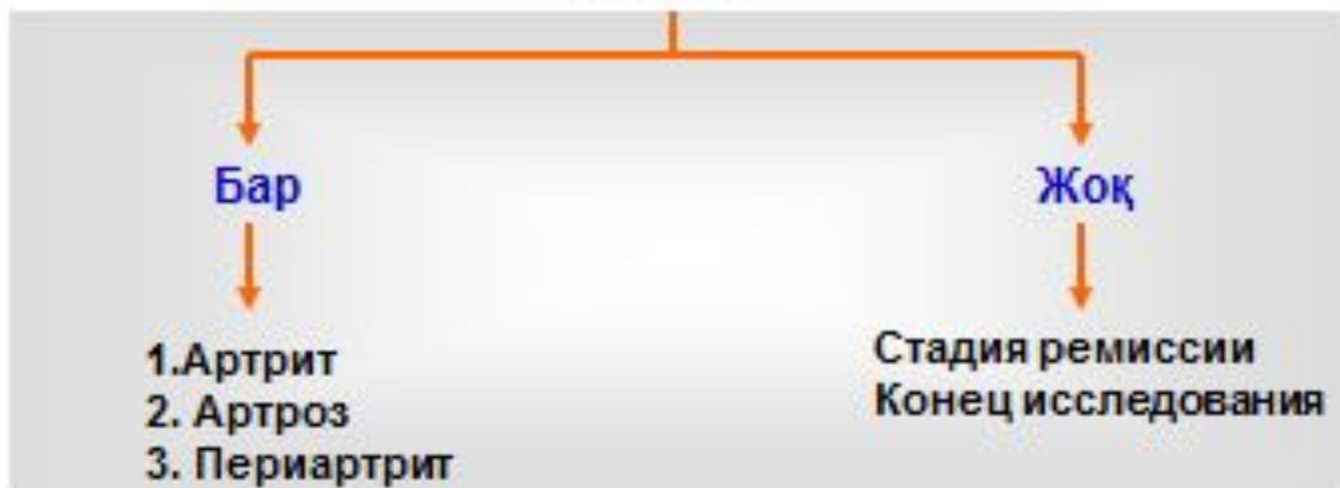 Бар
Жоқ
1.Артрит
2. Артроз
3. Периартрит
Стадия ремиссии
Конец исследования